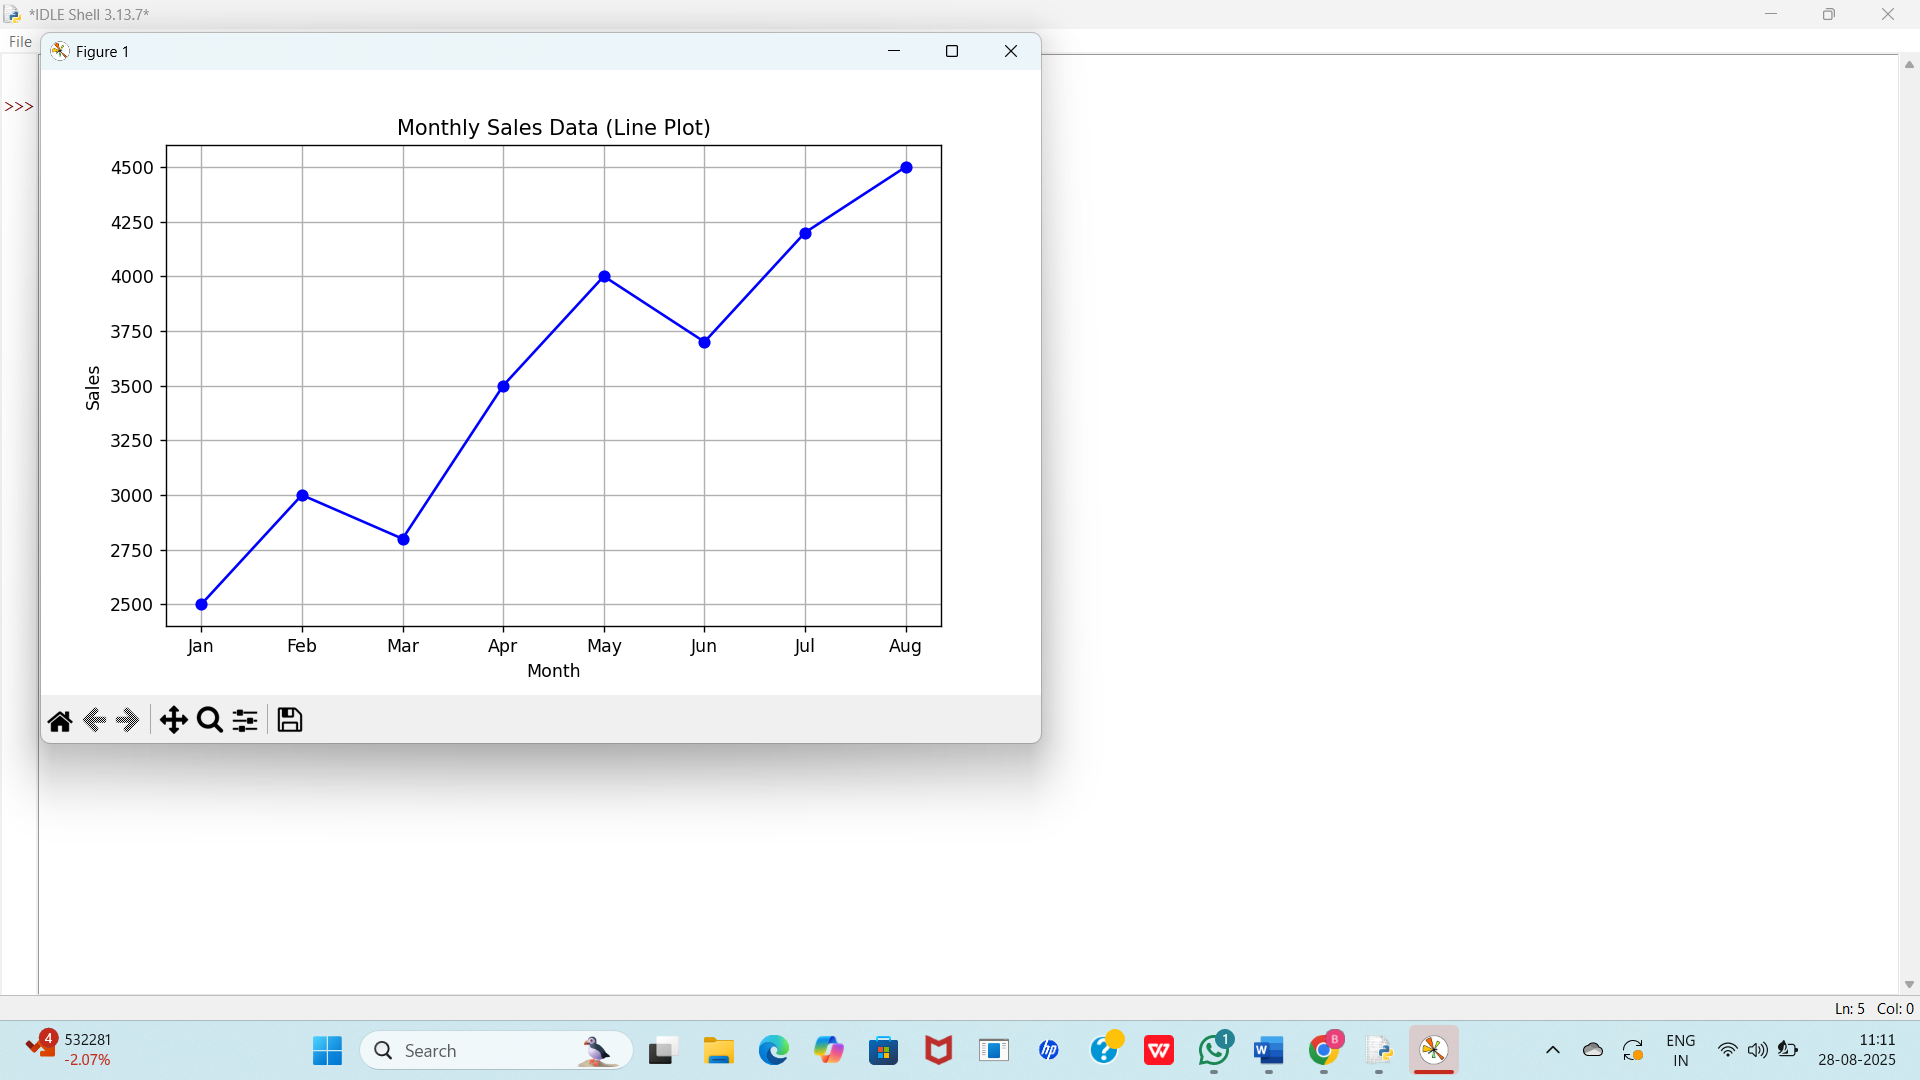 *IDLE Shell 3.13.7*
File
Figure 1
>>>
Monthly Sales Data (Line Plot)
4500
4250
4000
3750
3500
3250
3000
2750
2500
Sales
Jan Feb Mar Apr May Jun Jul Aug
Month
Ln: 5 Col: 0
4
532281
-2.07%
Search
hp
?
W
1
W
B
ENG
IN
11:11
28-08-2025